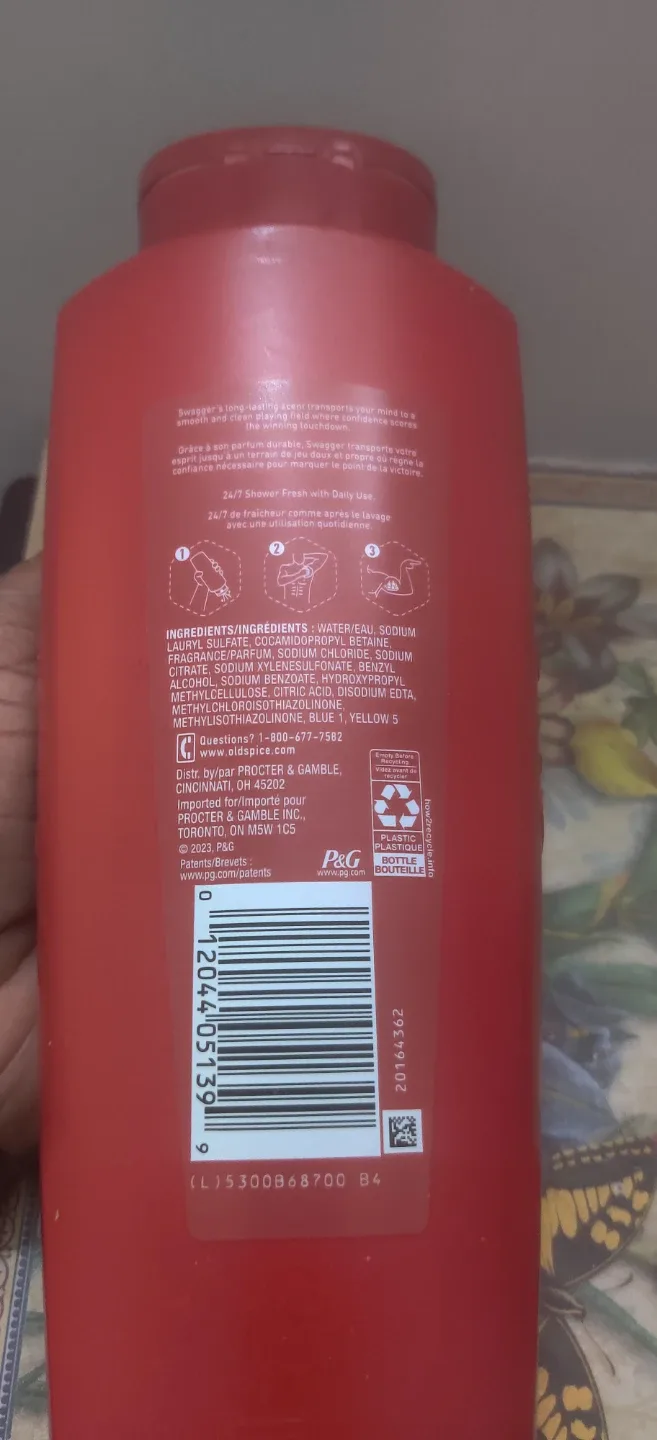 Swagger's long-lasting scent transports your mind to a
smooth and clean playing field where confidence scores
the winning touchdown.
Grâce à son parfum durable, Swagger transporte votre
esprit jusqu'à un terrain de jeu doux et propre où règne la
confiance nécessaire pour marquer le point de la victoire.
24/7 Shower Fresh with Daily Use.
24/7 de fraîcheur comme après le lavage
avec une utilisation quotidienne.
1
2
3
INGREDIENTS/INGRÉDIENTS : WATER/EAU, SODIUM
LAURYL SULFATE, COCAMIDOPROPYL BETAINE,
FRAGRANCE/PARFUM, SODIUM CHLORIDE, SODIUM
CITRATE, SODIUM XYLENESULFONATE, BENZYL
ALCOHOL, SODIUM BENZOATE, HYDROXYPROPYL
METHYLCELLULOSE, CITRIC ACID, DISODIUM EDTA,
METHYLCHLOROISOTHIAZOLINONE,
METHYLISOTHIAZOLINONE, BLUE 1, YELLOW 5
Questions? 1-800-677-7582
www.oldspice.com
Distr. by/par PROCTER & GAMBLE,
CINCINNATI, OH 45202
Imported for/Importé pour
PROCTER & GAMBLE INC.,
TORONTO, ON M5W 1C5
© 2023, P&G
Patents/Brevets :
www.pg.com/patents
P&G
www.pg.com
Empty Before
Recycling
Videz avant de
recycler
PLASTIC
PLASTIQUE
BOTTLE
BOUTEILLE
how2recycle.info
0 12044 05139 9
20164362
(L)5300B68700 B4